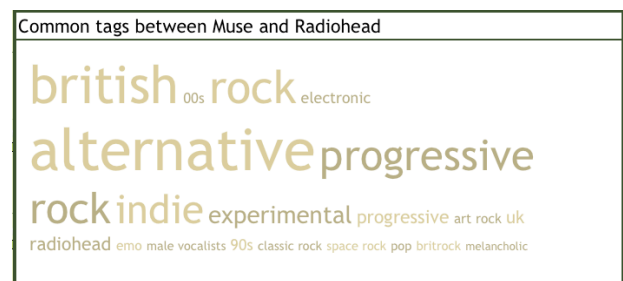 Common tags between Muse and Radiohead
british 00s rock electronic
alternative progressive
rock indie experimental progressive art rock uk
radiohead emo male vocalists 90s classic rock space rock pop britrock melancholic